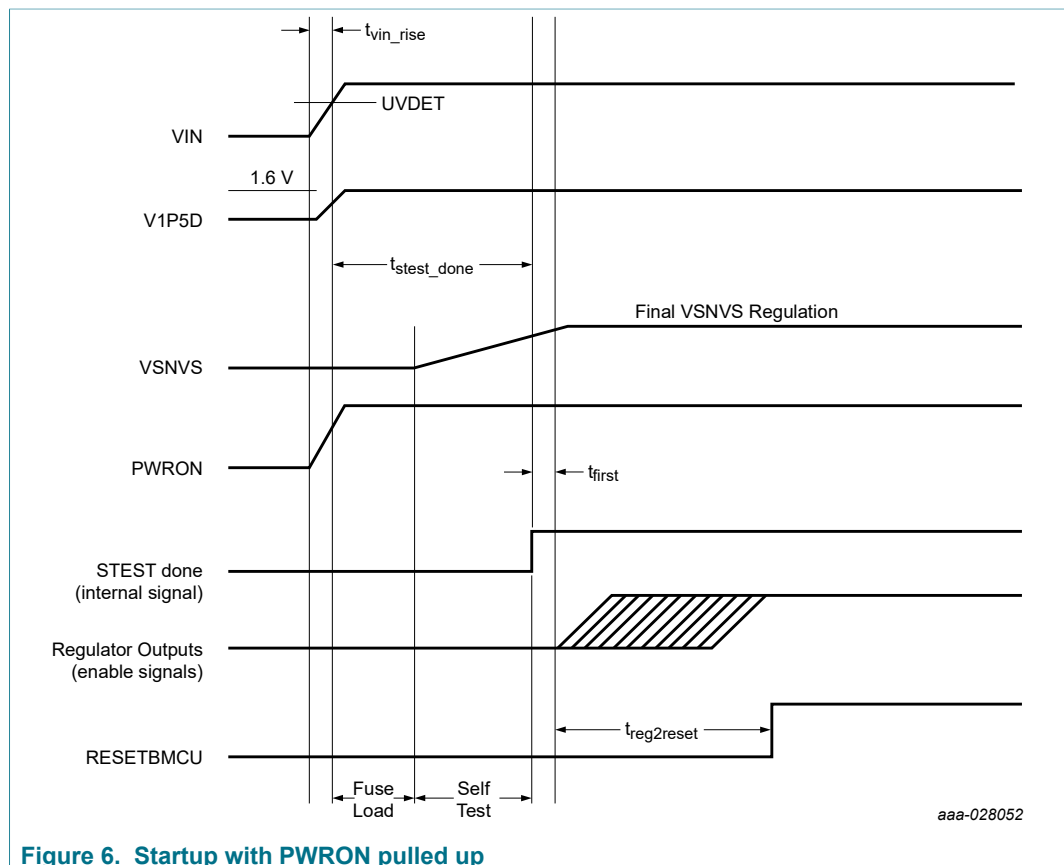 tvin_rise
UVDET
VIN
1.6 V
V1P5D
tstest_done
Final VSNVS Regulation
VSNVS
PWRON
tfirst
STEST done
(internal signal)
Regulator Outputs
(enable signals)
treg2reset
RESETBMCU
Fuse
Load
Self
Test
aaa-028052
Figure 6. Startup with PWRON pulled up